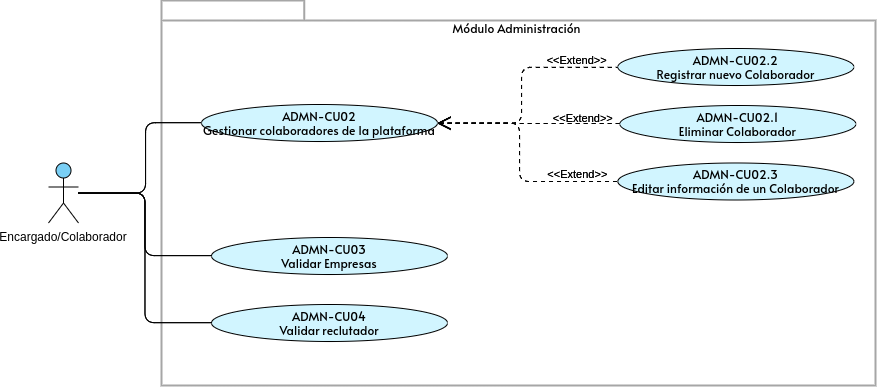 Módulo Administración
<<Extend>>
ADMN-CU02.2
Registrar nuevo Colaborador
ADMN-CU02
Gestionar colaboradores de la plataforma
<<Extend>>
ADMN-CU02.1
Eliminar Colaborador
<<Extend>>
ADMN-CU02.3
Editar información de un Colaborador
Encargado/Colaborador
ADMN-CU03
Validar Empresas
ADMN-CU04
Validar reclutador